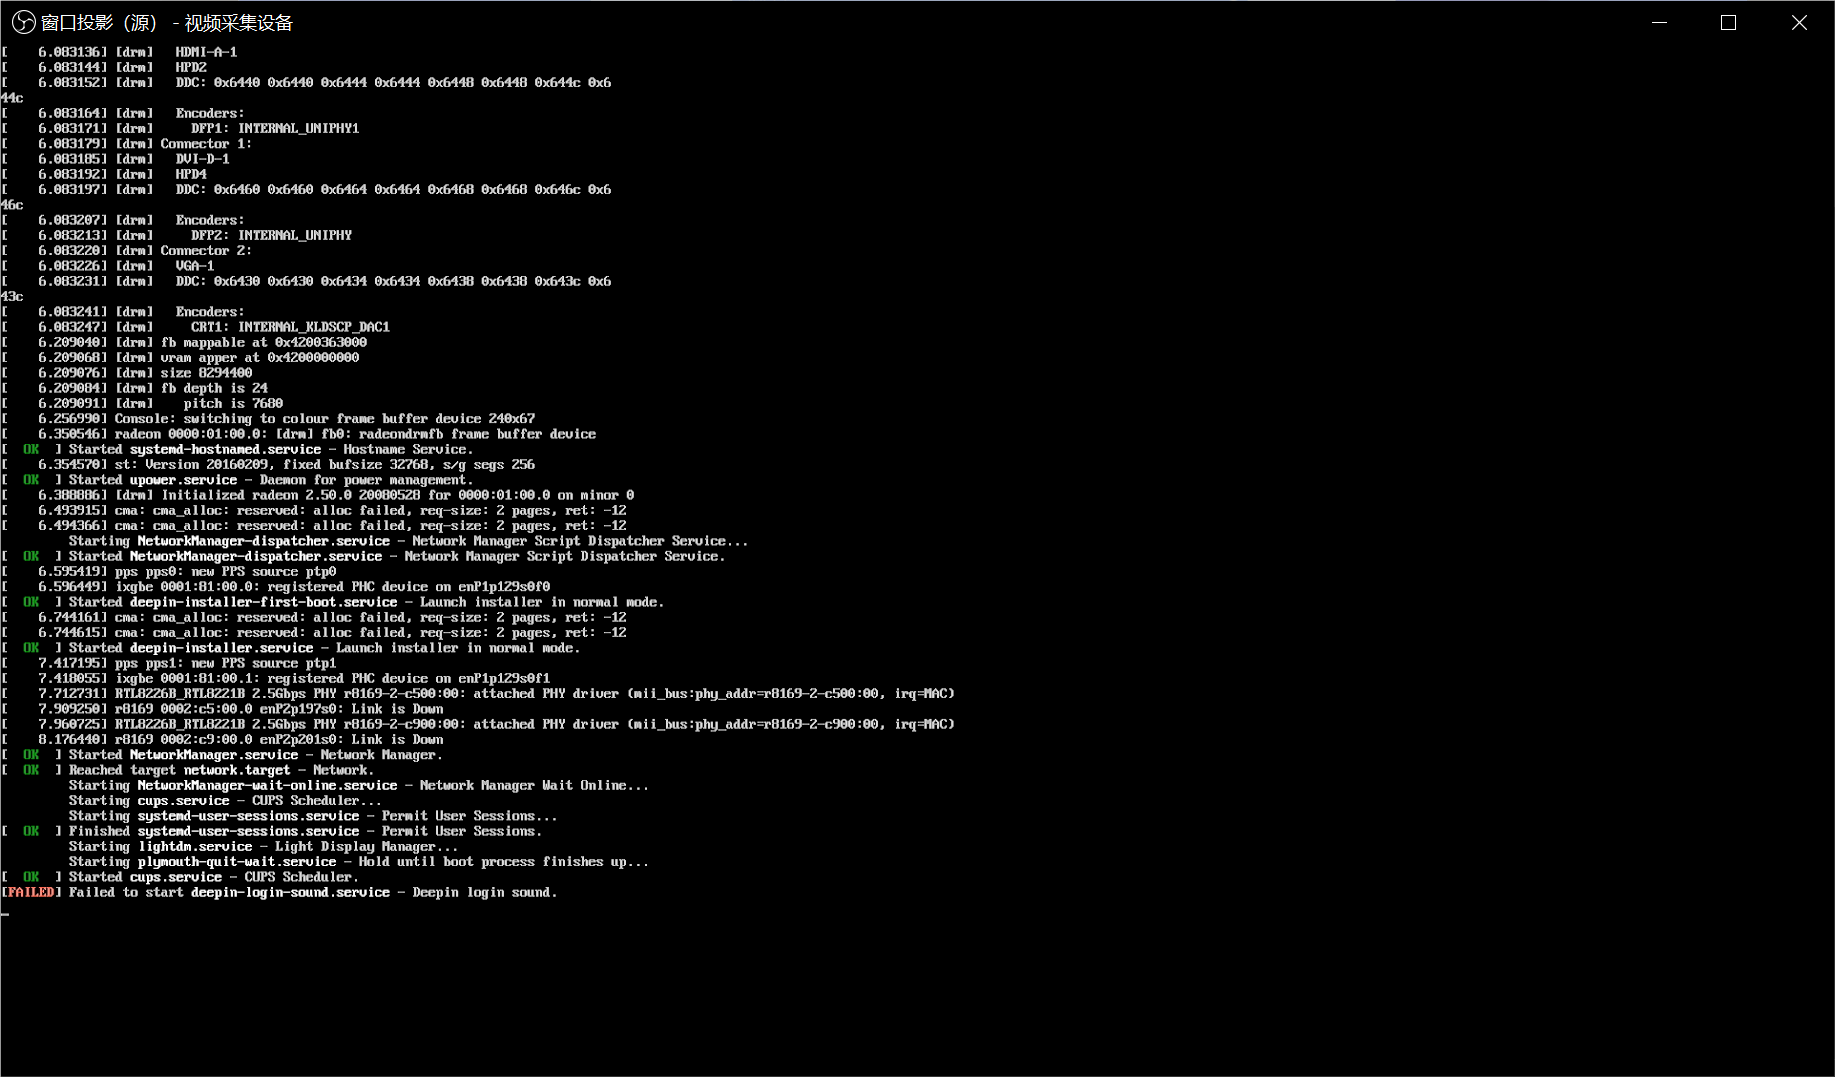 窗口投影（源） - 视频采集设备
[    6.083136] [drm]   HDMI-A-1
[    6.083144] [drm]   HPD2
[    6.083152] [drm]   DDC: 0x6440 0x6440 0x6444 0x6444 0x6448 0x6448 0x644c 0x6
44c
[    6.083164] [drm]   Encoders:
[    6.083171] [drm]     DFP1: INTERNAL_UNIPHY1
[    6.083179] [drm] Connector 1:
[    6.083185] [drm]   DVI-D-1
[    6.083192] [drm]   HPD4
[    6.083197] [drm]   DDC: 0x6460 0x6460 0x6464 0x6464 0x6468 0x6468 0x646c 0x6
46c
[    6.083207] [drm]   Encoders:
[    6.083213] [drm]     DFP2: INTERNAL_UNIPHY
[    6.083220] [drm] Connector 2:
[    6.083226] [drm]   VGA-1
[    6.083231] [drm]   DDC: 0x6430 0x6430 0x6434 0x6434 0x6438 0x6438 0x643c 0x6
43c
[    6.083241] [drm]   Encoders:
[    6.083247] [drm]     CRT1: INTERNAL_KLDSCP_DAC1
[    6.209040] [drm] fb mappable at 0x4200363000
[    6.209068] [drm] vram apper at 0x4200000000
[    6.209076] [drm] size 8294400
[    6.209084] [drm] fb depth is 24
[    6.209091] [drm]    pitch is 7680
[    6.256990] Console: switching to colour frame buffer device 240x67
[    6.350546] radeon 0000:01:00.0: [drm] fb0: radeondrmfb frame buffer device
[  OK  ] Started systemd-hostnamed.service - Hostname Service.
[    6.354570] st: Version 20160209, fixed bufsize 32768, s/g segs 256
[  OK  ] Started upower.service - Daemon for power management.
[    6.388886] [drm] Initialized radeon 2.50.0 20080528 for 0000:01:00.0 on minor 0
[    6.493915] cma: cma_alloc: reserved: alloc failed, req-size: 2 pages, ret: -12
[    6.494366] cma: cma_alloc: reserved: alloc failed, req-size: 2 pages, ret: -12
         Starting NetworkManager-dispatcher.service - Network Manager Script Dispatcher Service...
[  OK  ] Started NetworkManager-dispatcher.service - Network Manager Script Dispatcher Service.
[    6.595419] pps pps0: new PPS source ptp0
[    6.596449] ixgbe 0001:81:00.0: registered PHC device on enP1p129s0f0
[  OK  ] Started deepin-installer-first-boot.service - Launch installer in normal mode.
[    6.744161] cma: cma_alloc: reserved: alloc failed, req-size: 2 pages, ret: -12
[    6.744615] cma: cma_alloc: reserved: alloc failed, req-size: 2 pages, ret: -12
[  OK  ] Started deepin-installer.service - Launch installer in normal mode.
[    7.417195] pps pps1: new PPS source ptp1
[    7.418055] ixgbe 0001:81:00.1: registered PHC device on enP1p129s0f1
[    7.712731] RTL8226B_RTL8221B 2.5Gbps PHY r8169-2-c500:00: attached PHY driver (mii_bus:phy_addr=r8169-2-c500:00, irq=MAC)
[    7.909250] r8169 0002:c5:00.0 enP2p197s0: Link is Down
[    7.960725] RTL8226B_RTL8221B 2.5Gbps PHY r8169-2-c900:00: attached PHY driver (mii_bus:phy_addr=r8169-2-c900:00, irq=MAC)
[    8.176440] r8169 0002:c9:00.0 enP2p201s0: Link is Down
[  OK  ] Started NetworkManager.service - Network Manager.
[  OK  ] Reached target network.target - Network.
         Starting NetworkManager-wait-online.service - Network Manager Wait Online...
         Starting cups.service - CUPS Scheduler...
         Starting systemd-user-sessions.service - Permit User Sessions...
[  OK  ] Finished systemd-user-sessions.service - Permit User Sessions.
         Starting lightdm.service - Light Display Manager...
         Starting plymouth-quit-wait.service - Hold until boot process finishes up...
[  OK  ] Started cups.service - CUPS Scheduler.
[FAILED] Failed to start deepin-login-sound.service - Deepin login sound.